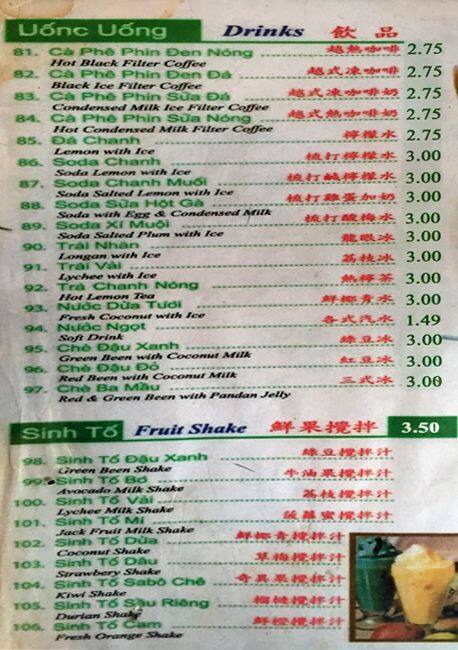 Uống Uống Drinks 飲 品
81. Cà Phê Phin Đen Nóng 越熱咖啡 2.75
Hot Black Filter Coffee
82. Cà Phê Phin Đen Đá 越式凍咖啡 2.75
Black Ice Filter Coffee
83. Cà Phê Phin Sữa Đá 越式凍咖啡奶 2.75
Condensed Milk Ice Filter Coffee
84. Cà Phê Phin Sữa Nóng 越式熱咖啡奶 2.75
Hot Condensed Milk Filter Coffee
85. Đá Chanh 檸檬水 2.75
Lemon with Ice
86. Soda Chanh 梳打檸檬水 3.00
Soda Lemon with Ice
87. Soda Chanh Muối 梳打鹹檸檬水 3.00
Soda Salted Lemon with Ice
88. Soda Sữa Hột Gà 梳打雞蛋加奶 3.00
Soda with Egg & Condensed Milk
89. Soda Xí Muội 梳打酸梅水 3.00
Soda Salted Plum with Ice
90. Trái Nhãn 龍眼冰 3.00
Longan with Ice
91. Trái Vải 荔枝冰 3.00
Lychee with Ice
92. Trà Chanh Nóng 熱檸茶 3.00
Hot Lemon Tea
93. Nước Dừa Tươi 鮮椰青水 3.00
Fresh Coconut with Ice
94. Nước Ngọt 各式汽水 1.49
Soft Drink
95. Chè Đậu Xanh 綠豆冰 3.00
Green Been with Coconut Milk
96. Chè Đậu Đỏ 紅豆冰 3.00
Red Been with Coconut Milk
97. Chè Ba Mầu 三式冰 3.00
Red & Green Been with Pandan Jelly
Sinh Tố Fruit Shake 鮮果攪拌 3.50
98. Sinh Tố Đậu Xanh 綠豆攪拌汁
Green Been Shake
99. Sinh Tố Bơ 牛油果攪拌汁
Avocado Milk Shake
100. Sinh Tố Vải 荔枝攪拌汁
Lychee Milk Shake
101. Sinh Tố Mí 菠蘿蜜攪拌汁
Jack Fruit Milk Shake
102. Sinh Tố Dừa 鮮椰青攪拌汁
Coconut Shake
103. Sinh Tố Dâu 草梅攪拌汁
Strawbery Shake
104. Sinh Tố Sabô Chê 奇異果攪拌汁
Kiwi Shake
105. Sinh Tố Sầu Riêng 榴槤攪拌汁
Durian Shake
106. Sinh Tố Cam 鮮橙攪拌汁
Fresh Orange Shake